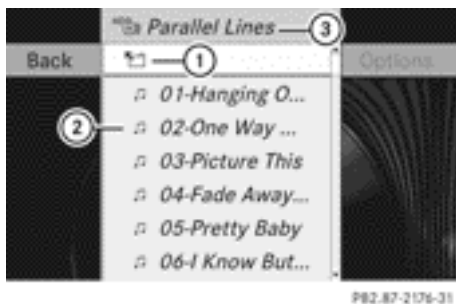 Parallel Lines
3
Back
1
Options
01-Hanging O...
2
02-One Way ...
03-Picture This
04-Fade Away...
05-Pretty Baby
06-I Know But...
P82.87-2176-31